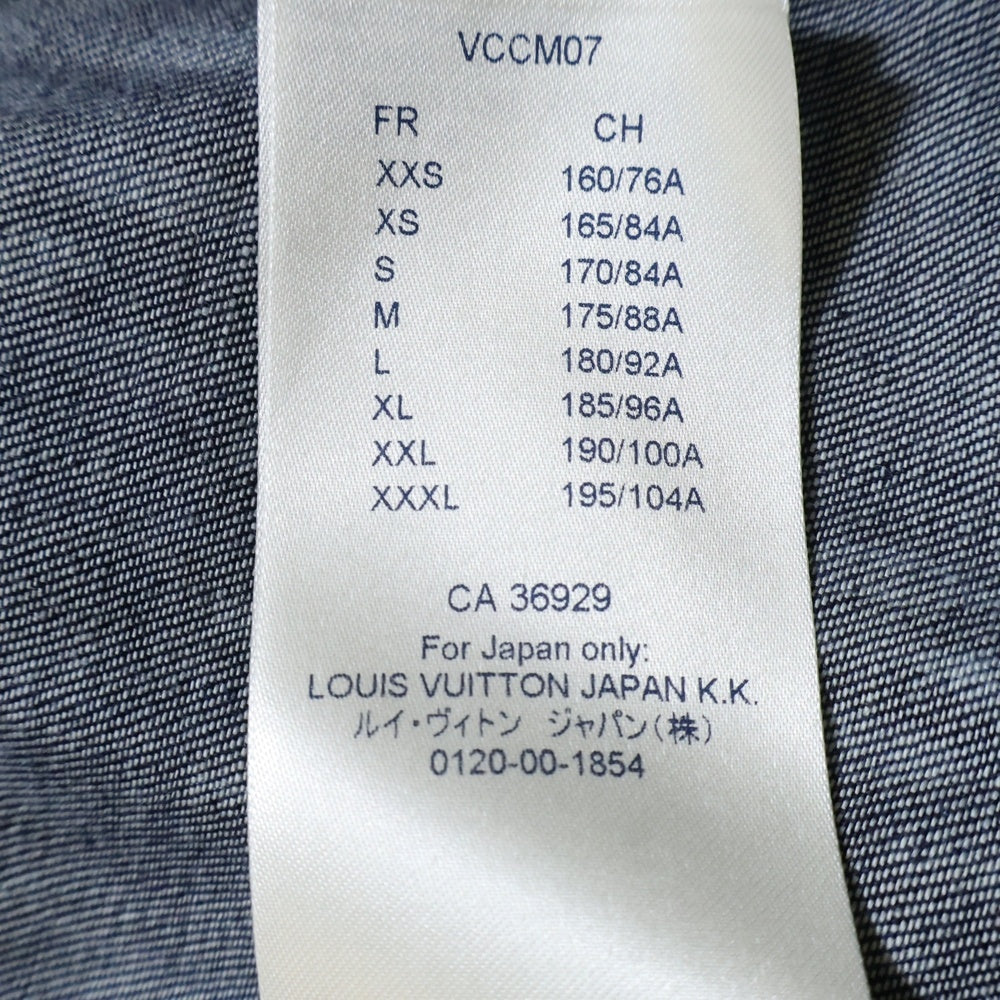 VCCM07
FR CH
XXS 160/76A
XS 165/84A
S 170/84A
M 175/88A
L 180/92A
XL 185/96A
XXL 190/100A
XXXL 195/104A
CA 36929
For Japan only:
LOUIS VUITTON JAPAN K.K.
ルイ・ヴィトン ジャパン(株)
0120-00-1854